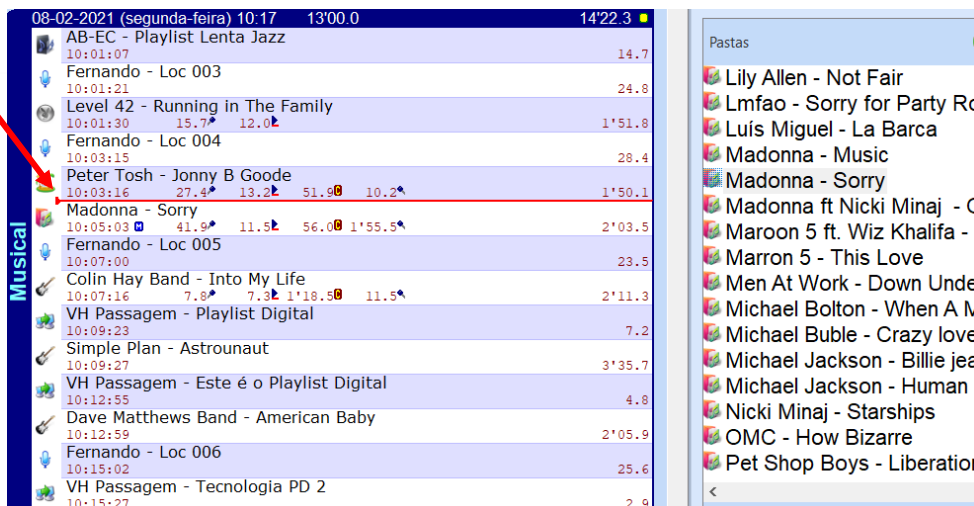 08-02-2021 (segunda-feira) 10:17 13'00.0 14'22.3
Musical
AB-EC - Playlist Lenta Jazz
10:01:07 14.7
Fernando - Loc 003
10:01:21 24.8
Level 42 - Running in The Family
10:01:30 15.7 12.0 1'51.8
Fernando - Loc 004
10:03:15 28.4
Peter Tosh - Jonny B Goode
10:03:16 27.4 13.2 51.9 10.2 1'50.1
Madonna - Sorry
10:05:03 M 41.9 11.5 56.0 1'55.5 2'03.5
Fernando - Loc 005
10:07:00 23.5
Colin Hay Band - Into My Life
10:07:16 7.8 7.3 1'18.5 11.5 2'11.3
VH Passagem - Playlist Digital
10:09:23 7.2
Simple Plan - Astrounaut
10:09:27 3'35.7
VH Passagem - Este é o Playlist Digital
10:12:55 4.8
Dave Matthews Band - American Baby
10:12:59 2'05.9
Fernando - Loc 006
10:15:02 25.6
VH Passagem - Tecnologia PD 2
10:15:27 2.9
Pastas
Lily Allen - Not Fair
Lmfao - Sorry for Party Ro
Luís Miguel - La Barca
Madonna - Music
Madonna - Sorry
Madonna ft Nicki Minaj -
Maroon 5 ft. Wiz Khalifa -
Marron 5 - This Love
Men At Work - Down Unde
Michael Bolton - When A M
Michael Buble - Crazy love
Michael Jackson - Billie jea
Michael Jackson - Human
Nicki Minaj - Starships
OMC - How Bizarre
Pet Shop Boys - Liberation